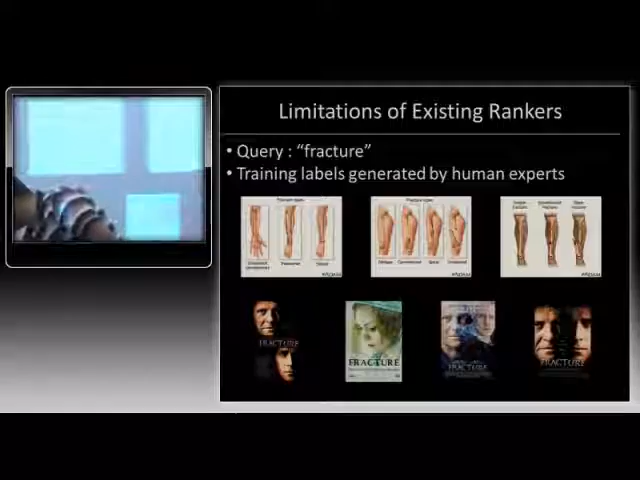 Limitations of Existing Rankers
• Query : “fracture”
• Training labels generated by human experts
FRACTURE
FRACTURE
FRACTURE
FRACTURE